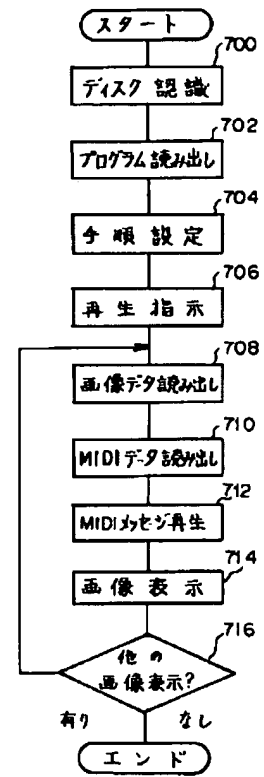 スタート
700
ディスク認識
702
プログラム読み出し
704
手順設定
706
再生指示
708
画像データ読み出し
710
MIDIデータ読み出し
712
MIDIメッセジ再生
714
画像表示
716
他の
画像表示?
有り なし
エンド